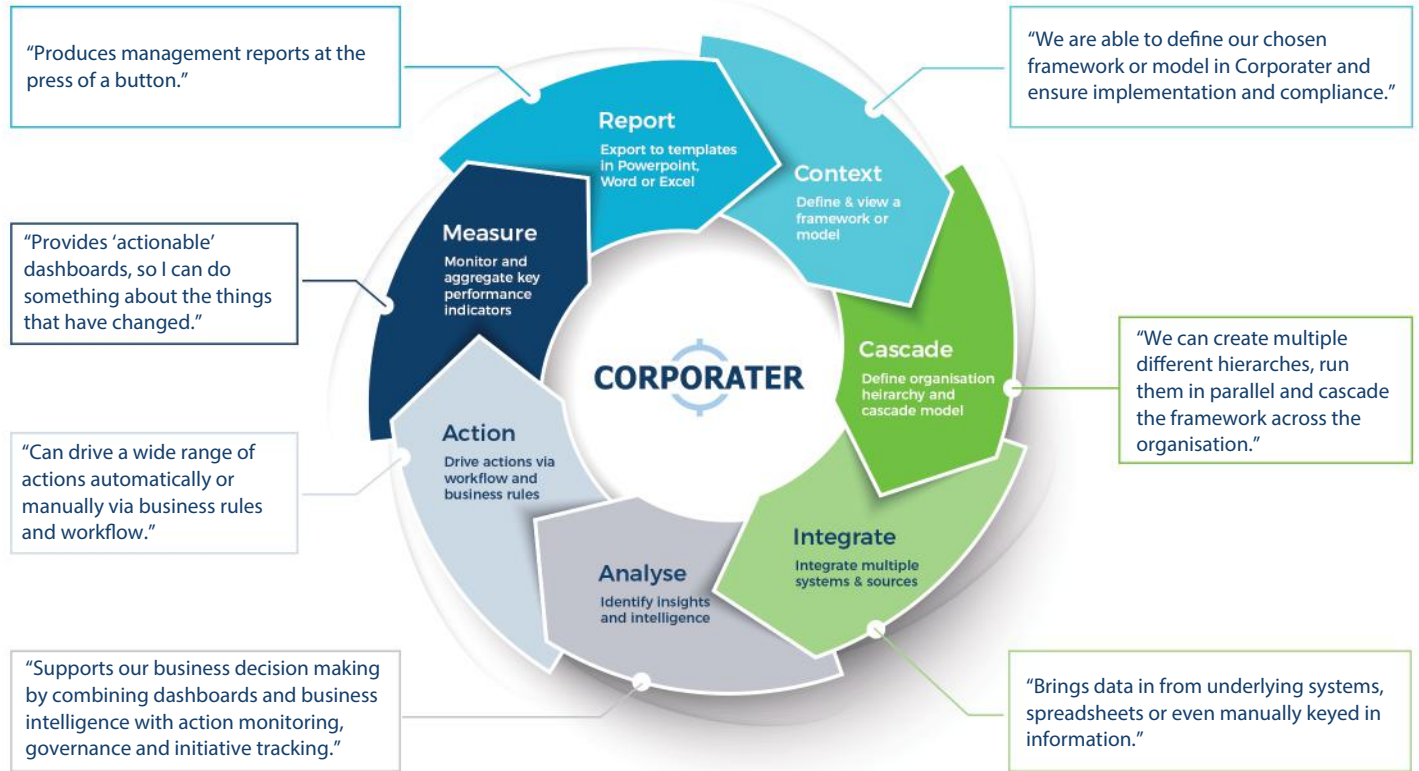 “Produces management reports at the
press of a button.”
“We are able to define our chosen
framework or model in Corporater and
ensure implementation and compliance.”
Report
Export to templates
in Powerpoint,
Word or Excel
Context
Define & view a
framework or
model
“Provides ‘actionable’
dashboards, so I can do
something about the things
that have changed.”
Measure
Monitor and
aggregate key
performance
indicators
CORPORATER
Cascade
Define organisation
heirarchy and
cascade model
“We can create multiple
different hierarches, run
them in parallel and cascade
the framework across the
organisation.”
“Can drive a wide range of
actions automatically or
manually via business rules
and workflow.”
Action
Drive actions via
workflow and
business rules
Analyse
Identify insights
and intelligence
Integrate
Integrate multiple
systems & sources
“Supports our business decision making
by combining dashboards and business
intelligence with action monitoring,
governance and initiative tracking.”
“Brings data in from underlying systems,
spreadsheets or even manually keyed in
information.”